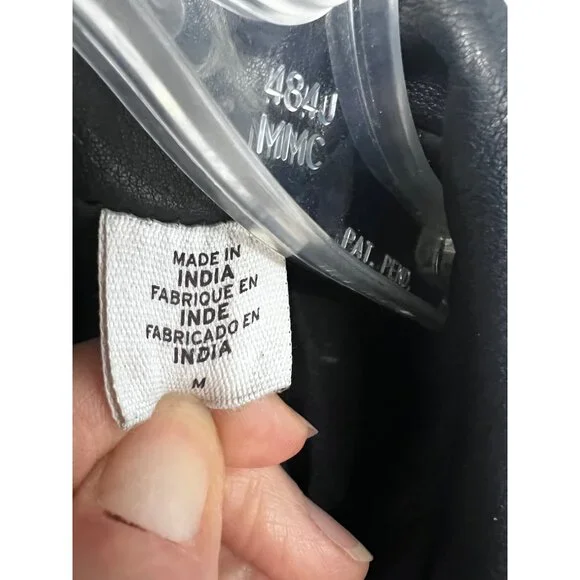 484U
MMC
PAT. PEND.
MADE IN
INDIA
FABRIQUE EN
INDE
FABRICADO EN
INDIA
M